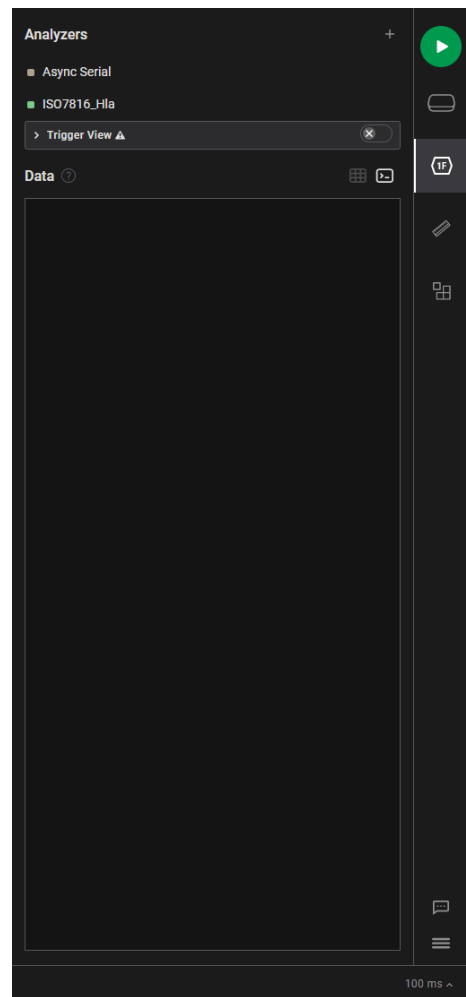 Analyzers
Async Serial
ISO7816_Hla
Trigger View
1F
Data
100 ms